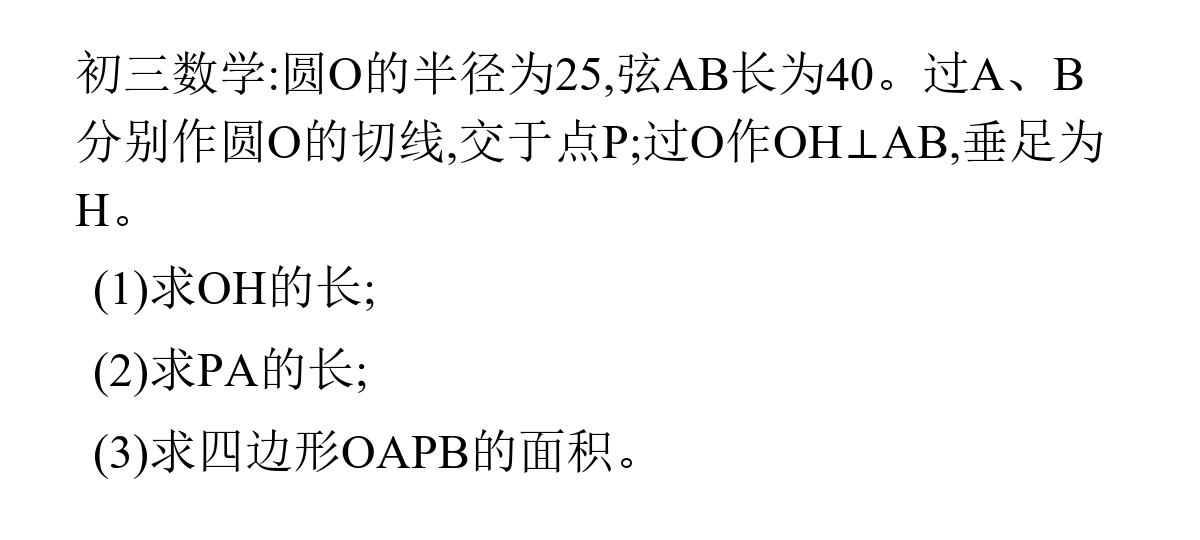 初三数学:圆O的半径为25,弦AB长为40。过A、B
分别作圆O的切线,交于点P;过O作OH⊥AB,垂足为
H。
(1)求OH的长;
(2)求PA的长;
(3)求四边形OAPB的面积。